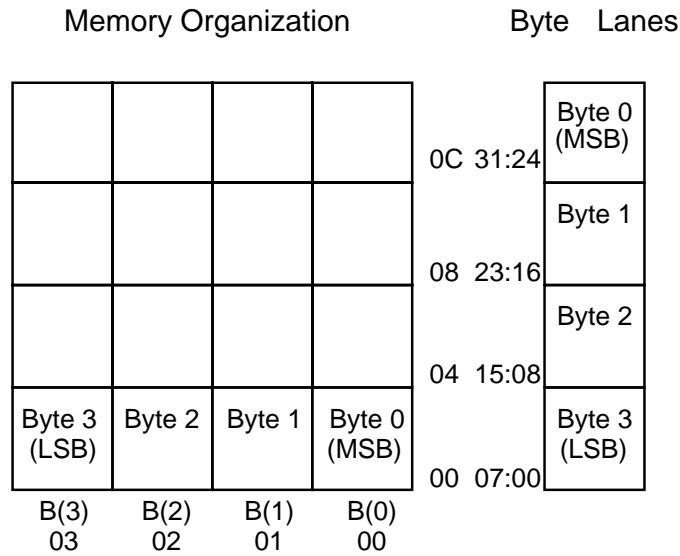 Memory Organization
Byte Lanes
Byte 0
(MSB)
0C 31:24
Byte 1
08 23:16
Byte 2
04 15:08
Byte 3
(LSB)
Byte 2
Byte 1
Byte 0
(MSB)
00 07:00
Byte 3
(LSB)
B(3) B(2) B(1) B(0)
03 02 01 00